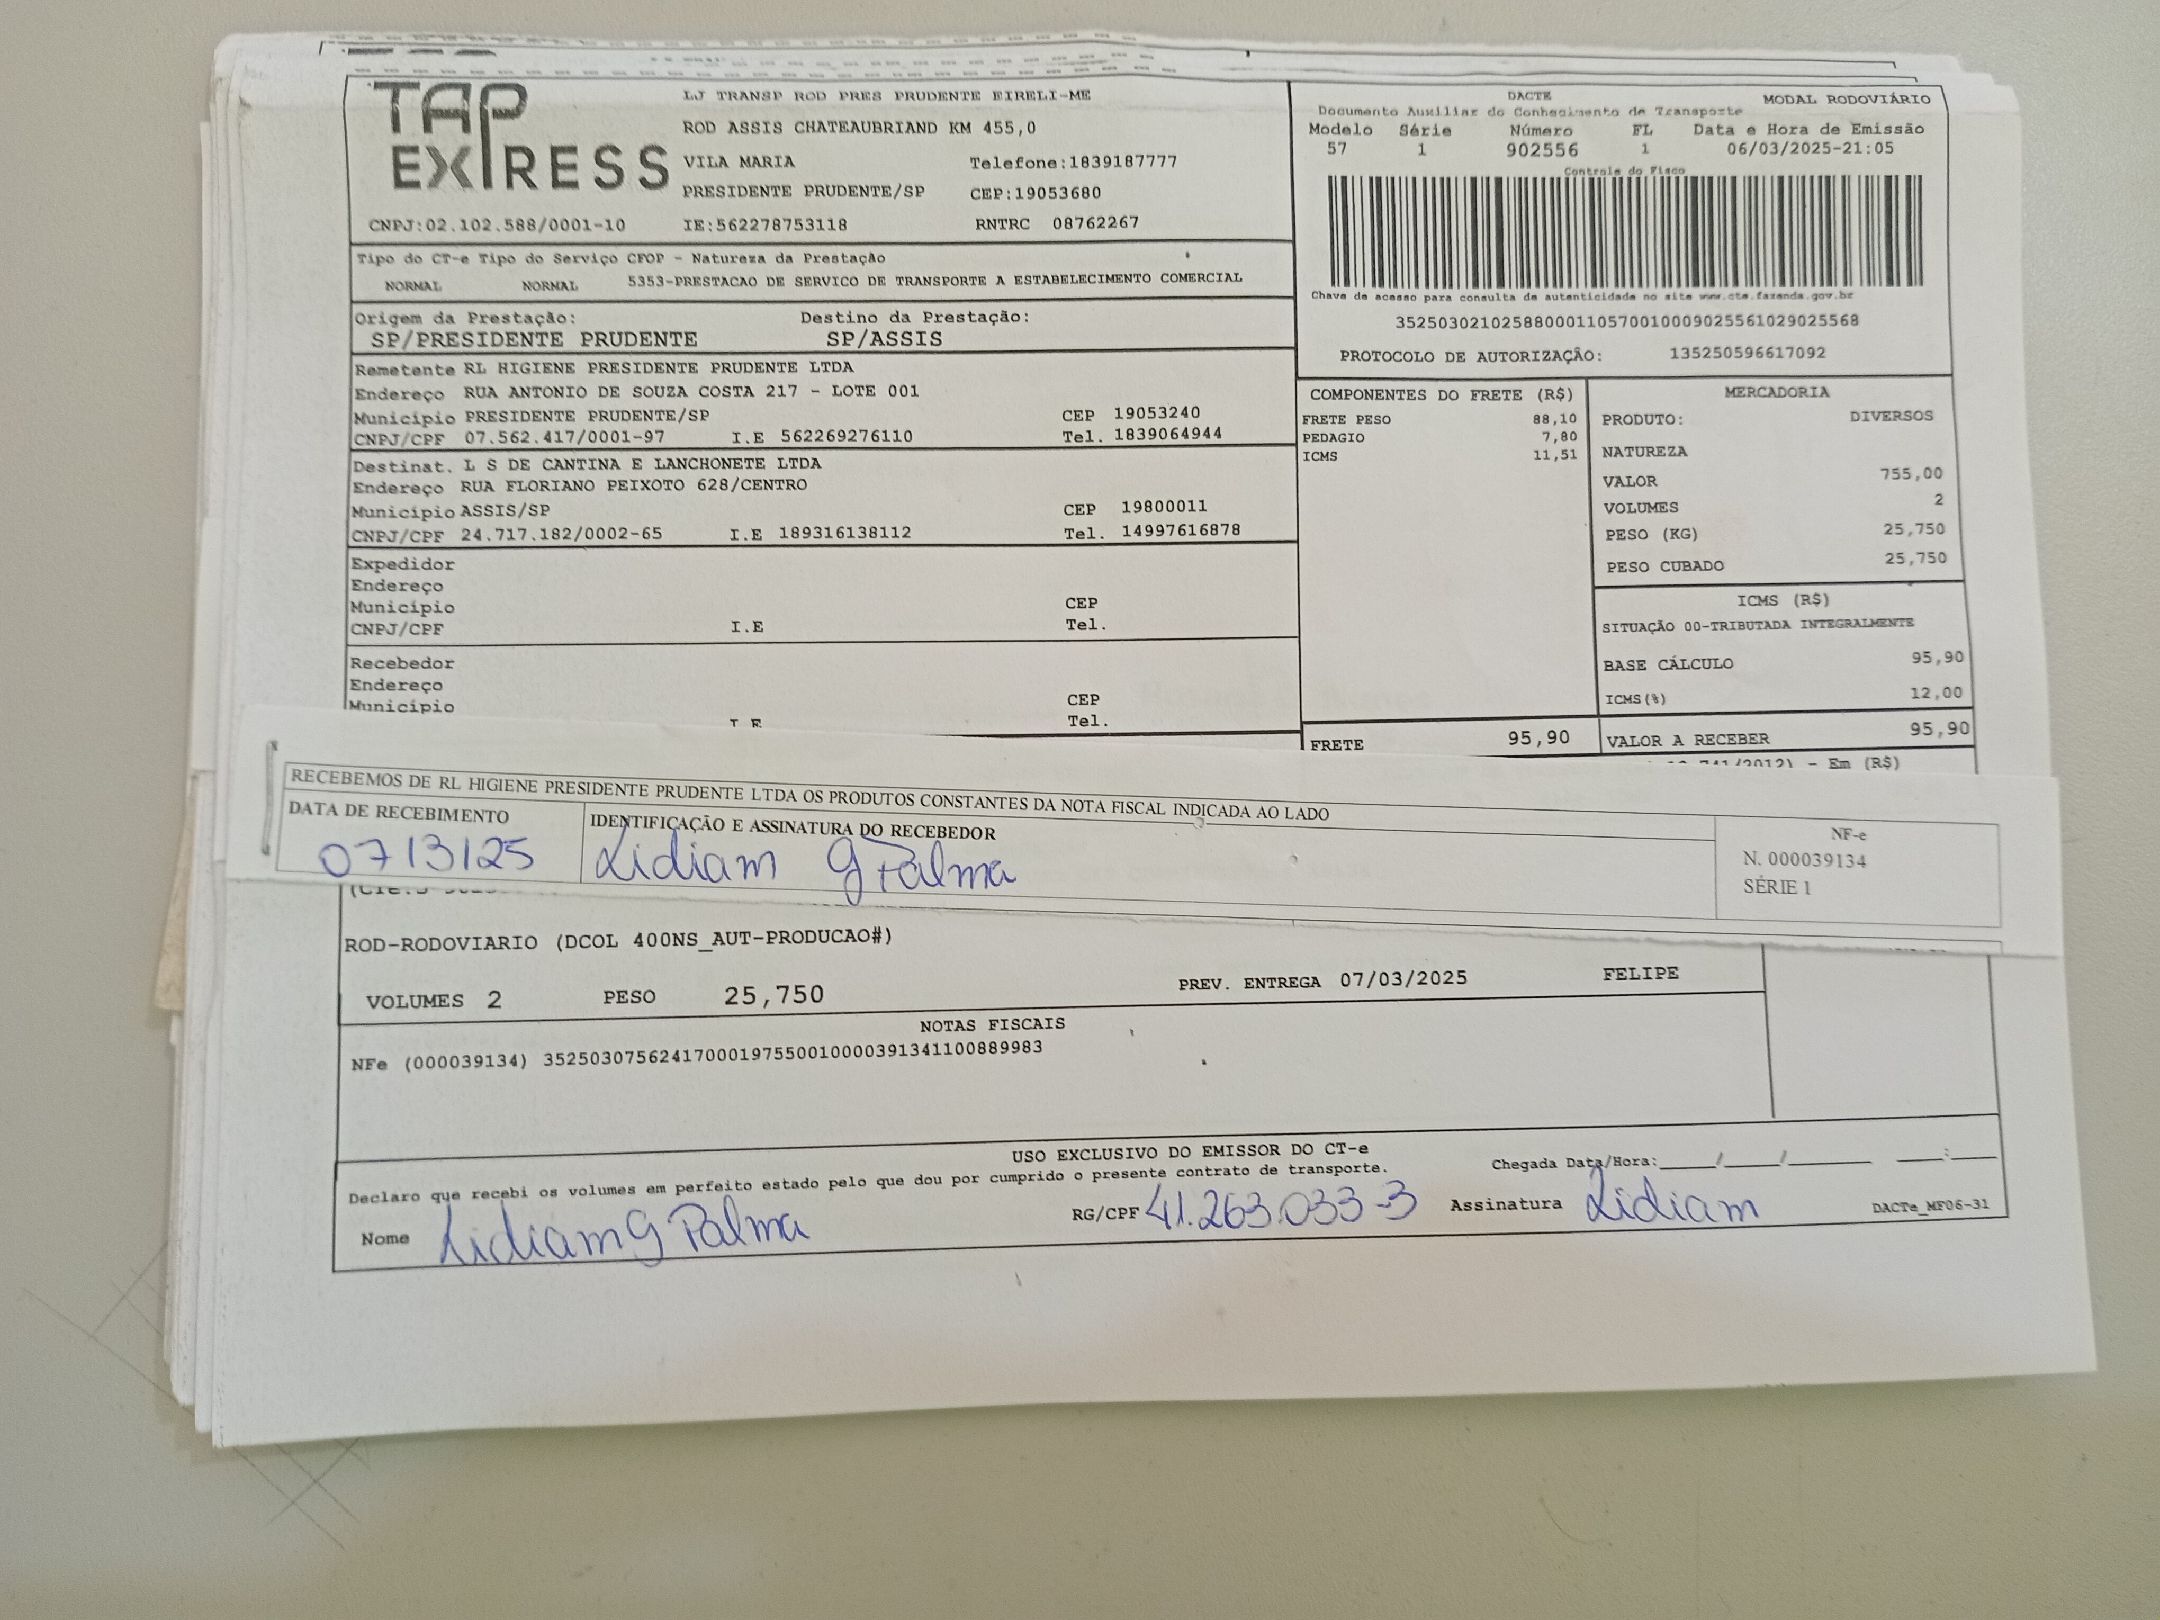 TAP EXPRESS
LJ TRANSP ROD PRES PRUDENTE EIRELI-ME
ROD ASSIS CHATEAUBRIAND KM 455,0
VILA MARIA Telefone:1839187777
PRESIDENTE PRUDENTE/SP CEP:19053680
CNPJ:02.102.588/0001-10 IE:562278753118 RNTRC 08762267
DACTE MODAL RODOVIÁRIO
Documento Auxiliar do Conhecimento de Transporte
Modelo Série Número FL Data e Hora de Emissão
57 1 902556 1 06/03/2025-21:05
Controle do Fisco
Chave de acesso para consulta de autenticidade no site www.cte.fazenda.gov.br
35250302102588000110570010009025561029025568
PROTOCOLO DE AUTORIZAÇÃO: 135250596617092
Tipo do CT-e Tipo do Serviço CFOP - Natureza da Prestação
NORMAL NORMAL 5353-PRESTACAO DE SERVICO DE TRANSPORTE A ESTABELECIMENTO COMERCIAL
Origem da Prestação: Destino da Prestação:
SP/PRESIDENTE PRUDENTE SP/ASSIS
Remetente RL HIGIENE PRESIDENTE PRUDENTE LTDA
Endereço RUA ANTONIO DE SOUZA COSTA 217 - LOTE 001
Município PRESIDENTE PRUDENTE/SP CEP 19053240
CNPJ/CPF 07.562.417/0001-97 I.E 562269276110 Tel. 1839064944
Destinat. L S DE CANTINA E LANCHONETE LTDA
Endereço RUA FLORIANO PEIXOTO 628/CENTRO
Município ASSIS/SP CEP 19800011
CNPJ/CPF 24.717.182/0002-65 I.E 189316138112 Tel. 14997616878
Expedidor
Endereço
Município CEP
CNPJ/CPF I.E Tel.
Recebedor
Endereço
Município CEP
I.E Tel.
COMPONENTES DO FRETE (R$)
FRETE PESO 88,10
PEDAGIO 7,80
ICMS 11,51
MERCADORIA
PRODUTO: DIVERSOS
NATUREZA
VALOR 755,00
VOLUMES 2
PESO (KG) 25,750
PESO CUBADO 25,750
ICMS (R$)
SITUAÇÃO 00-TRIBUTADA INTEGRALMENTE
BASE CÁLCULO 95,90
ICMS(%) 12,00
FRETE 95,90 VALOR A RECEBER 95,90
741/2012) - Em (R$)
RECEBEMOS DE RL HIGIENE PRESIDENTE PRUDENTE LTDA OS PRODUTOS CONSTANTES DA NOTA FISCAL INDICADA AO LADO
DATA DE RECEBIMENTO IDENTIFICAÇÃO E ASSINATURA DO RECEBEDOR
07/3/25 Lidiam G Palma
NF-e
N. 000039134
SÉRIE 1
ROD-RODOVIARIO (DCOL 400NS_AUT-PRODUCAO#)
VOLUMES 2 PESO 25,750 PREV. ENTREGA 07/03/2025 FELIPE
NOTAS FISCAIS
NFe (000039134) 35250307562417000197550010000391341100889983
USO EXCLUSIVO DO EMISSOR DO CT-e
Declaro que recebi os volumes em perfeito estado pelo que dou por cumprido o presente contrato de transporte. Chegada Data/Hora:____/____/____ ____:____
Nome Lidiam G Palma RG/CPF 41.263.033-3 Assinatura Lidiam DACTe_MF06-31